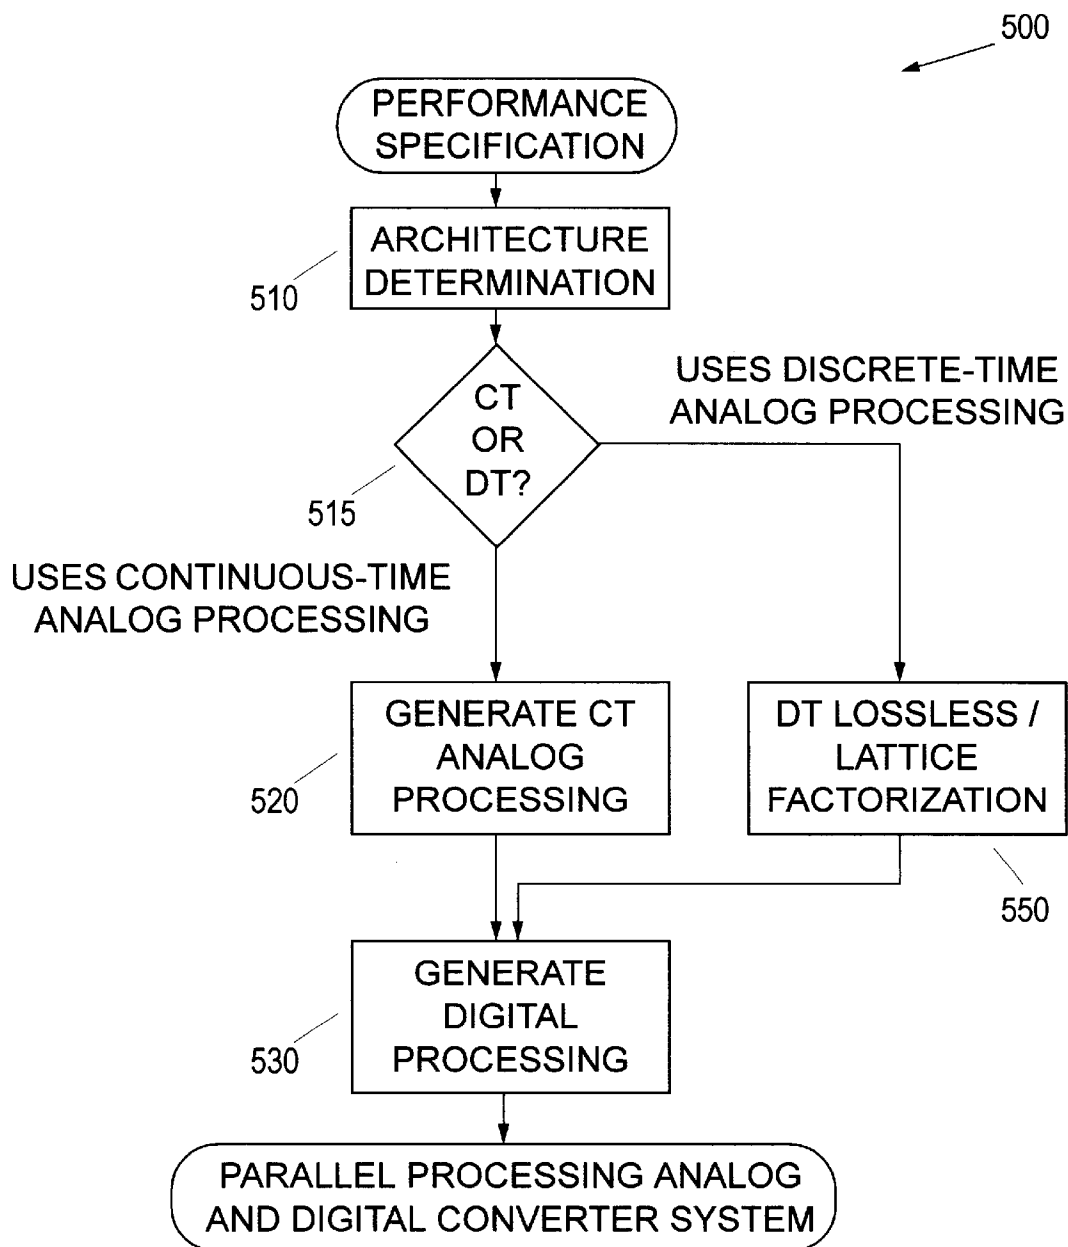 500
PERFORMANCE
SPECIFICATION
ARCHITECTURE
DETERMINATION
510
USES DISCRETE-TIME
ANALOG PROCESSING
CT
OR
DT?
515
USES CONTINUOUS-TIME
ANALOG PROCESSING
GENERATE CT
ANALOG
PROCESSING
520
DT LOSSLESS /
LATTICE
FACTORIZATION
550
GENERATE
DIGITAL
PROCESSING
530
PARALLEL PROCESSING ANALOG
AND DIGITAL CONVERTER SYSTEM